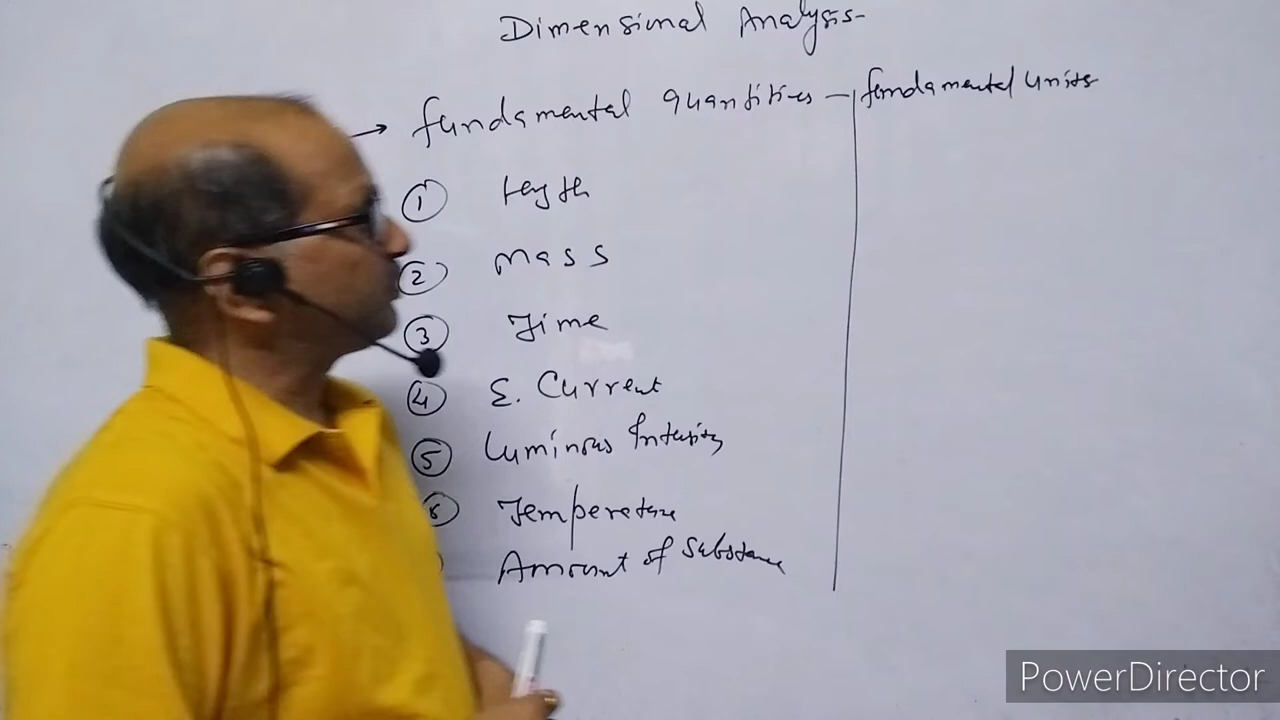 Dimensional Analysis-
→ fundamental quantities — fundamental units
① Length
② Mass
③ Time
④ E. Current
⑤ Luminous Intensity
⑥ Temperature
Amount of Substance
PowerDirector